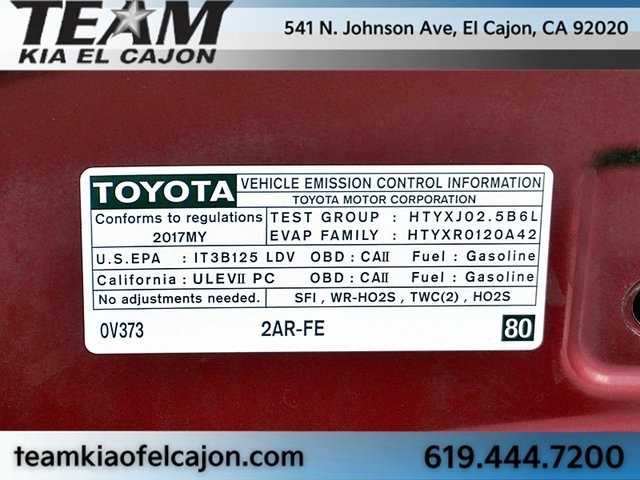 TEAM
KIA EL CAJON
541 N. Johnson Ave, El Cajon, CA 92020
TOYOTA VEHICLE EMISSION CONTROL INFORMATION
TOYOTA MOTOR CORPORATION
Conforms to regulations TEST GROUP : HTYXJ02.5B6L
2017MY EVAP FAMILY : HTYXR0120A42
U.S.EPA : IT3B125 LDV OBD : CAII Fuel : Gasoline
California : ULEVII PC OBD : CAII Fuel : Gasoline
No adjustments needed. SFI , WR-HO2S , TWC(2) , HO2S
0V373 2AR-FE 80
teamkiaofelcajon.com 619.444.7200